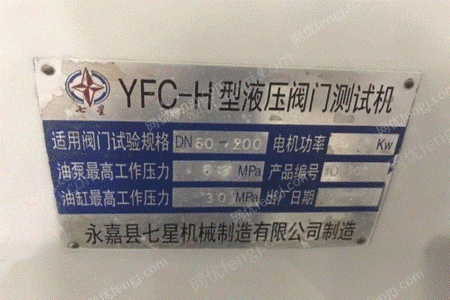 七星
YFC-H型液压阀门测试机
适用阀门试验规格 DN50-900 电机功率 Kw
油泵最高工作压力 MPa 产品编号
油缸最高工作压力 30 MPa 出厂日期
永嘉县七星机械制造有限公司制造